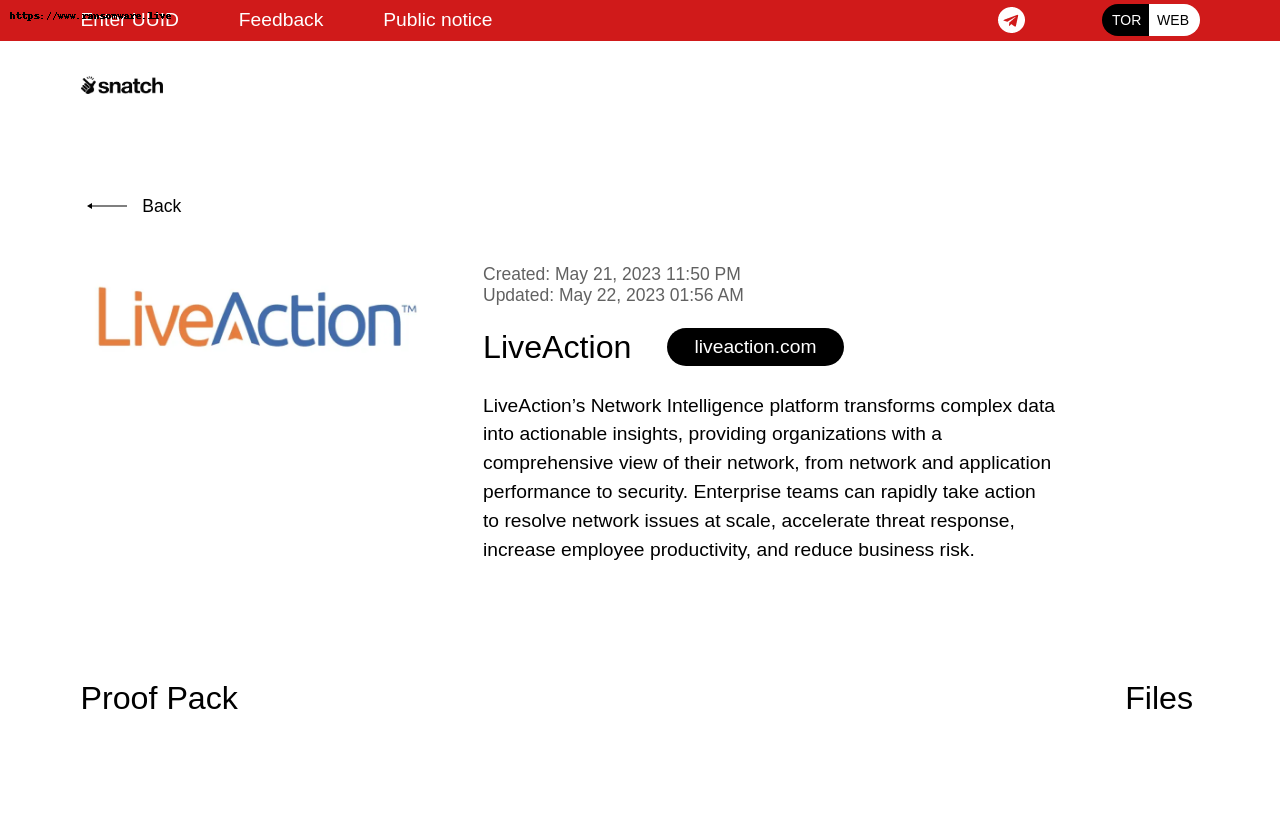 https://www.ransomware.live
Enter UUID
Feedback
Public notice
TOR
WEB
snatch
Back
LiveAction™
Created: May 21, 2023 11:50 PM
Updated: May 22, 2023 01:56 AM
LiveAction
liveaction.com
LiveAction’s Network Intelligence platform transforms complex data
into actionable insights, providing organizations with a
comprehensive view of their network, from network and application
performance to security. Enterprise teams can rapidly take action
to resolve network issues at scale, accelerate threat response,
increase employee productivity, and reduce business risk.
Proof Pack
Files